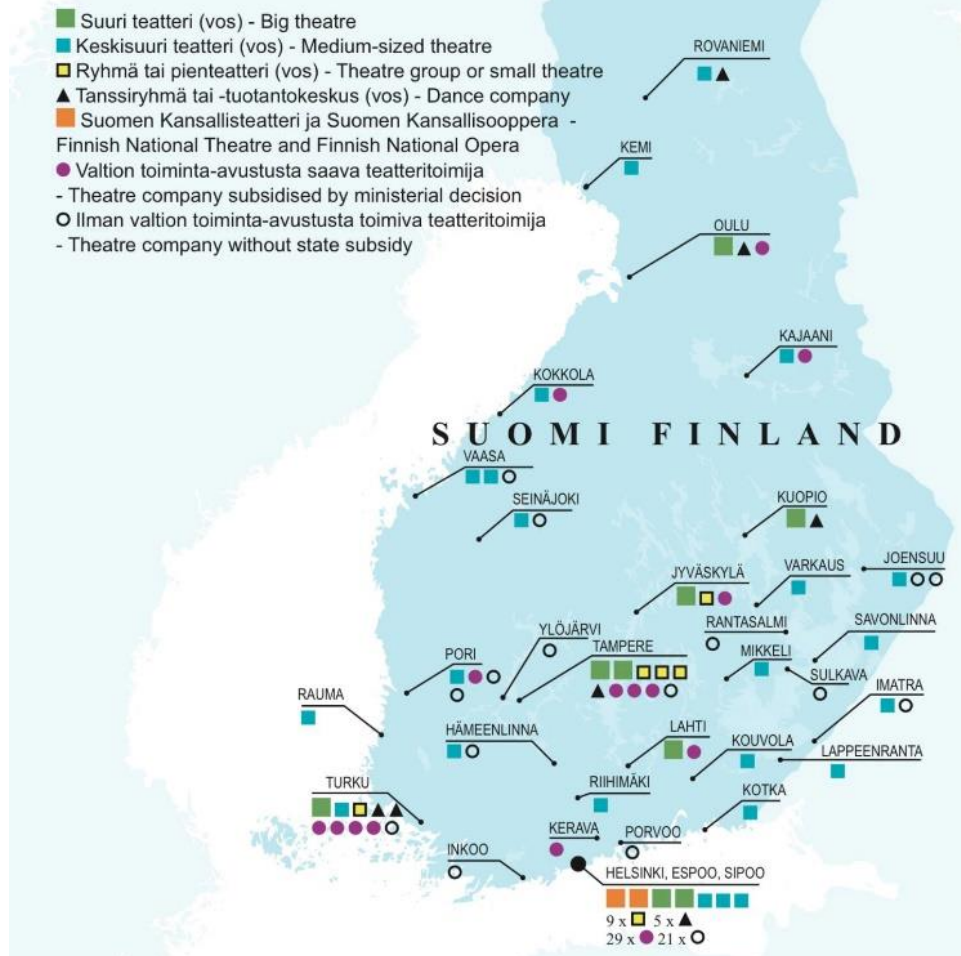 Suuri teatteri (vos) - Big theatre
Keskisuuri teatteri (vos) - Medium-sized theatre
Ryhmä tai pienteatteri (vos) - Theatre group or small theatre
Tanssiryhmä tai -tuotantokeskus (vos) - Dance company
Suomen Kansallisteatteri ja Suomen Kansallisooppera -
Finnish National Theatre and Finnish National Opera
Valtion toiminta-avustusta saava teatteritoimija
- Theatre company subsidised by ministerial decision
Ilman valtion toiminta-avustusta toimiva teatteritoimija
- Theatre company without state subsidy
ROVANIEMI
KEMI
OULU
KAJAANI
KOKKOLA
SUOMI FINLAND
VAASA
SEINÄJOKI
KUOPIO
JOENSUU
JYVÄSKYLÄ
VARKAUS
RANTASALMI
SAVONLINNA
YLÖJÄRVI
TAMPERE
PORI
MIKKELI
SULKAVA
RAUMA
IMATRA
HÄMEENLINNA
LAHTI
KOUVOLA
LAPPEENRANTA
TURKU
RIIHIMÄKI
KOTKA
KERAVA
PORVOO
INKOO
HELSINKI, ESPOO, SIPOO
9 x 5 x
29 x 21 x